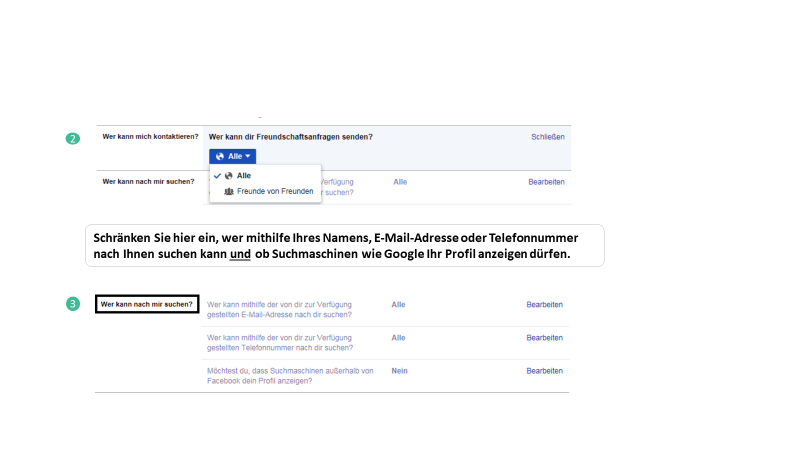 2
Wer kann mich kontaktieren?
Wer kann dir Freundschaftsanfragen senden?
Schließen
Alle
Alle
Freunde von Freunden
Wer kann nach mir suchen?
Verfügung
suchen?
Alle
Bearbeiten
Schränken Sie hier ein, wer mithilfe Ihres Namens, E-Mail-Adresse oder Telefonnummer
nach Ihnen suchen kann und ob Suchmaschinen wie Google Ihr Profil anzeigen dürfen.
3
Wer kann nach mir suchen?
Wer kann mithilfe der von dir zur Verfügung
gestellten E-Mail-Adresse nach dir suchen?
Alle
Bearbeiten
Wer kann mithilfe der von dir zur Verfügung
gestellten Telefonnummer nach dir suchen?
Alle
Bearbeiten
Möchtest du, dass Suchmaschinen außerhalb von
Facebook dein Profil anzeigen?
Nein
Bearbeiten